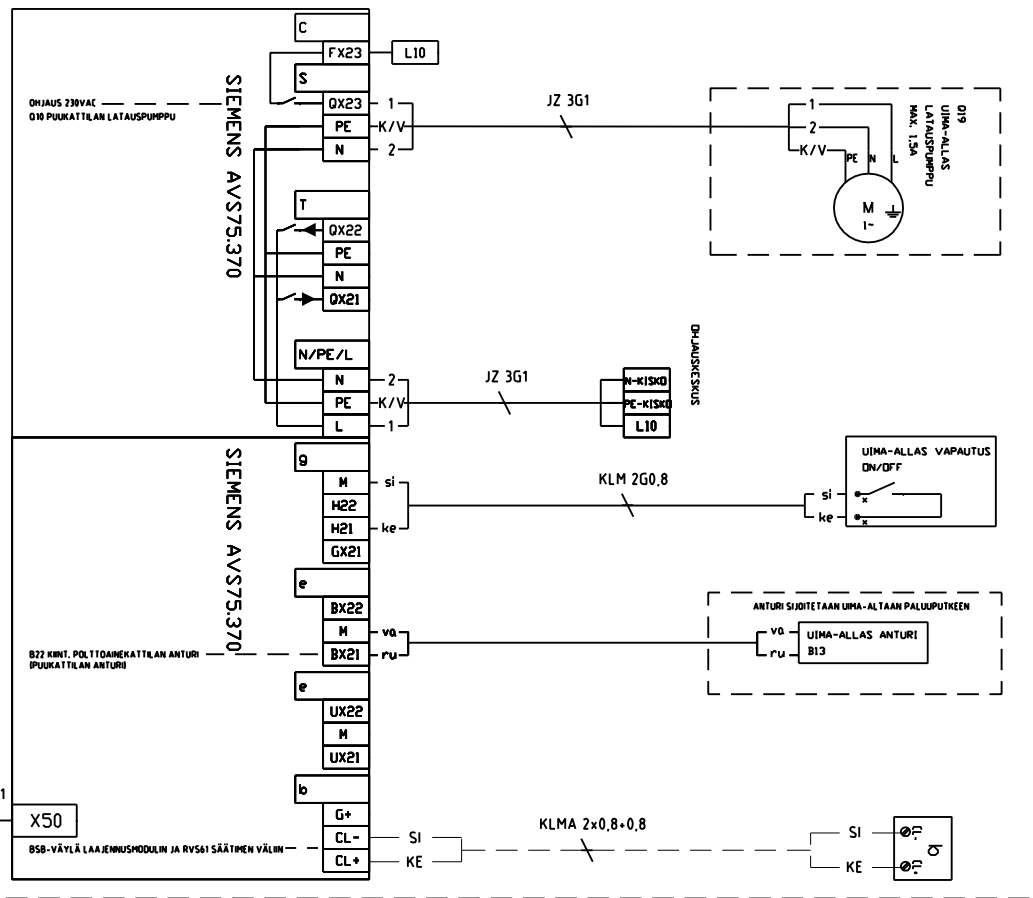 C
FX23
L10
S
OHJAUS 230VAC
Q10 PUUKATTILAN LATAUSPUMPPU
SIEMENS AVS75.370
QX23
1
PE
K/V
N
2
JZ 3G1
1
2
K/V
PE
N
L
M
1~
Q19
UIMA-ALLAS
LATAUSPUMPPU
MAX. 1,5A
T
QX22
PE
N
QX21
N/PE/L
N
2
PE
K/V
L
1
JZ 3G1
N-KISKO
PE-KISKO
L10
OHJAUSKESKUS
SIEMENS AVS75.370
g
M
si
H22
H21
ke
GX21
KLM 2G0,8
si
ke
UIMA-ALLAS VAPAUTUS
ON/OFF
x
x
e
BX22
M
va
BX21
ru
B22 KIINT. POLTTOAINEKATTILAN ANTURI
(PUUKATTILAN ANTURI)
ANTURI SIJOITETAAN UIMA-ALTAAN PALUUPUTKEEN
va
ru
UIMA-ALLAS ANTURI
B13
e
UX22
M
UX21
b
G+
CL-
SI
CL+
KE
1
X50
BSB-VÄYLÄ LAAJENNUSMODULIN JA RVS61 SÄÄTIMEN VÄLIIN
KLMA 2x0,8+0,8
SI
KE
CL-
CL+
b